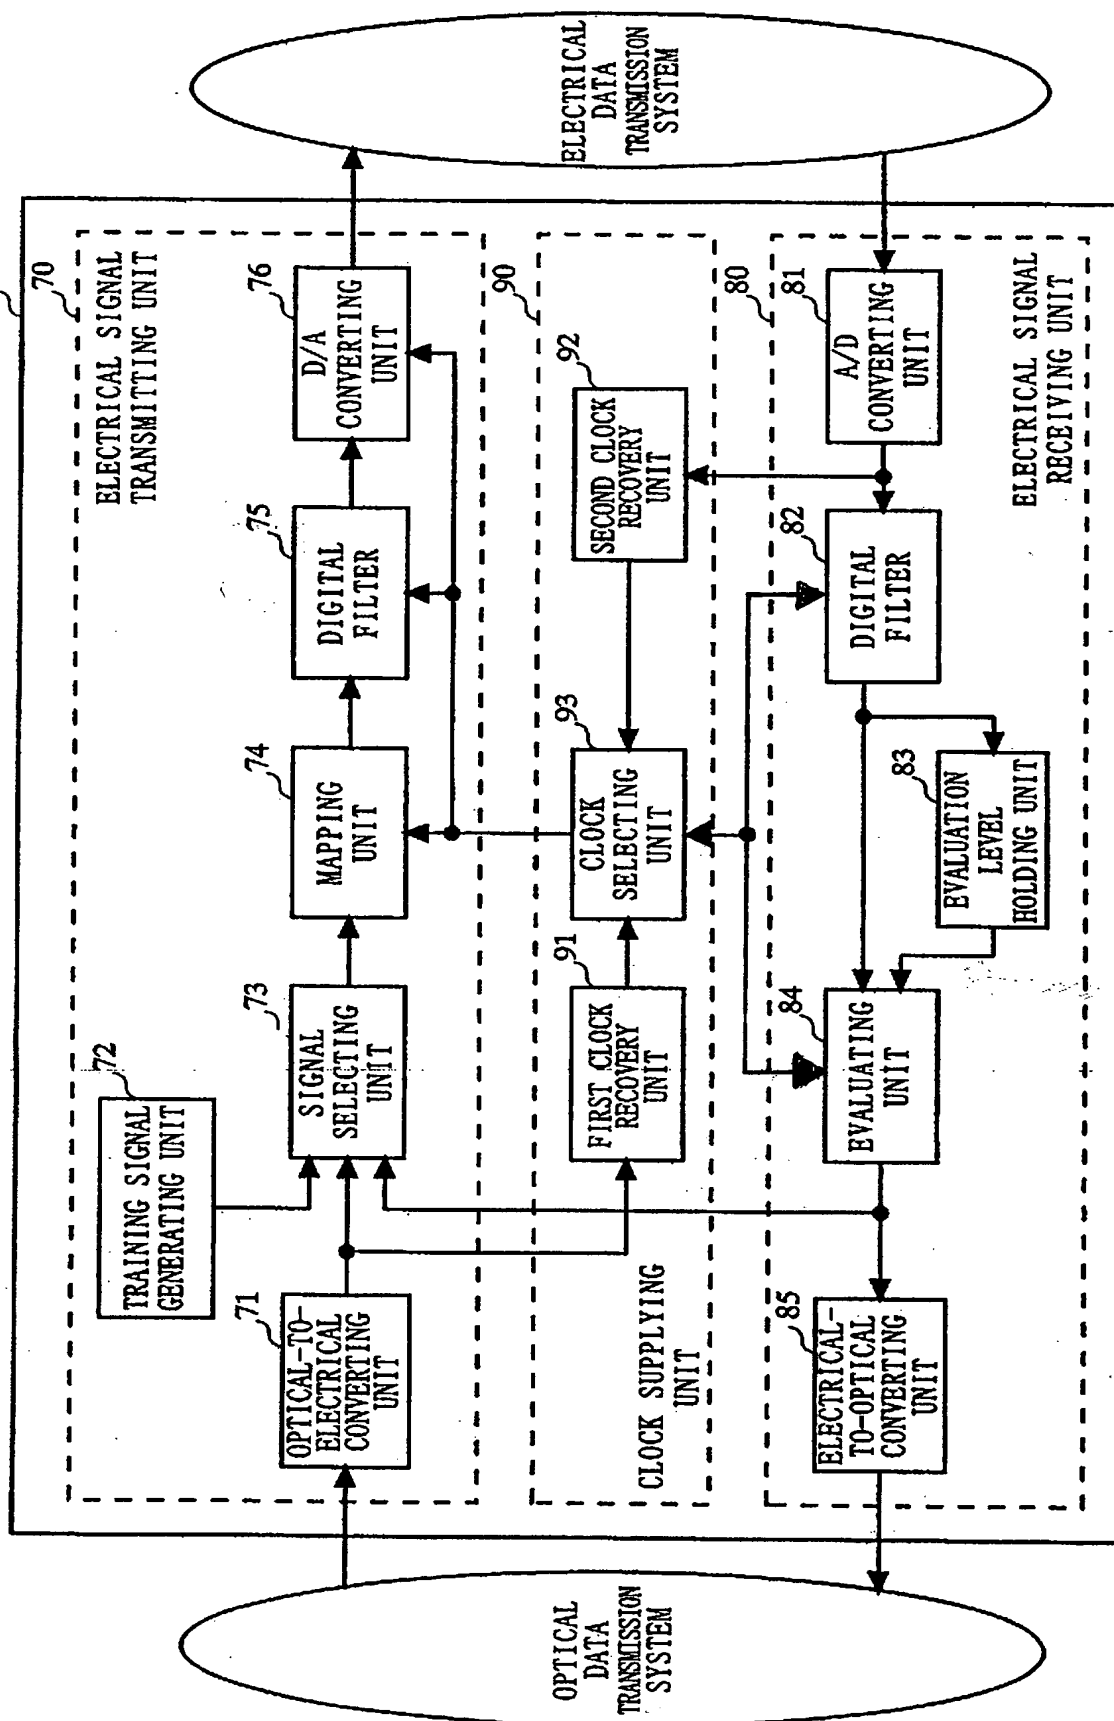 ELECTRICAL
DATA
TRANSMISSION
SYSTEM
70
ELECTRICAL SIGNAL
TRANSMITTING UNIT
72
TRAINING SIGNAL
GENERATING UNIT
71
OPTICAL-TO-
ELECTRICAL
CONVERTING
UNIT
73
SIGNAL
SELECTING
UNIT
74
MAPPING
UNIT
75
DIGITAL
FILTER
76
D/A
CONVERTING
UNIT
90
CLOCK SUPPLYING
UNIT
91
FIRST CLOCK
RECOVERY
UNIT
93
CLOCK
SELECTING
UNIT
92
SECOND CLOCK
RECOVERY
UNIT
80
ELECTRICAL SIGNAL
RECEIVING UNIT
81
A/D
CONVERTING
UNIT
82
DIGITAL
FILTER
83
EVALUATION
LEVEL
HOLDING UNIT
84
EVALUATING
UNIT
85
ELECTRICAL-
TO-OPTICAL
CONVERTING
UNIT
OPTICAL
DATA
TRANSMISSION
SYSTEM